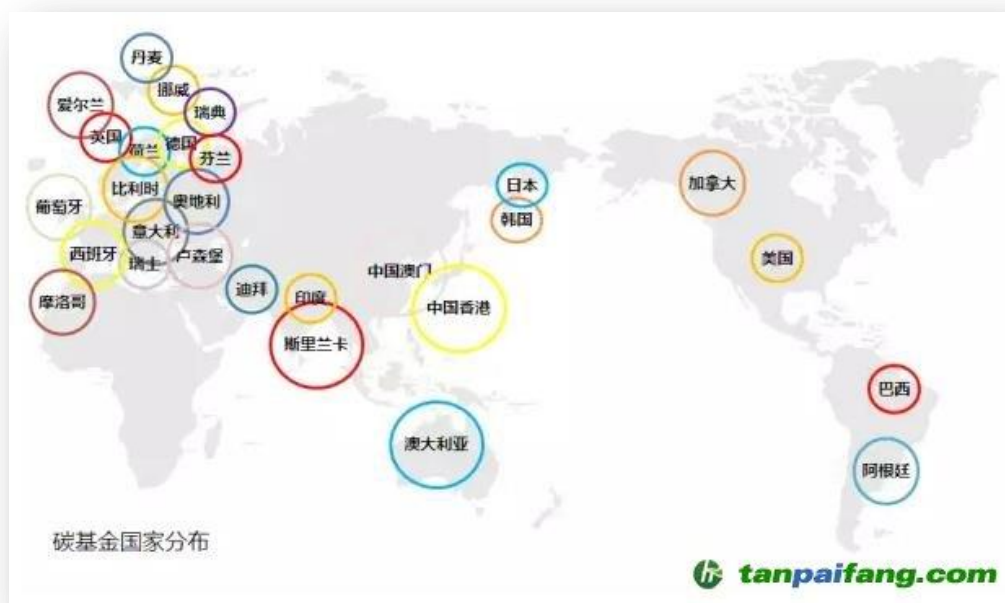 丹麦
挪威
爱尔兰
瑞典
英国
荷兰
德国
芬兰
比利时
奥地利
葡萄牙
意大利
西班牙
瑞士
卢森堡
摩洛哥
迪拜
印度
斯里兰卡
日本
韩国
中国澳门
中国香港
澳大利亚
加拿大
美国
巴西
阿根廷
碳基金国家分布
tanpaifang.com